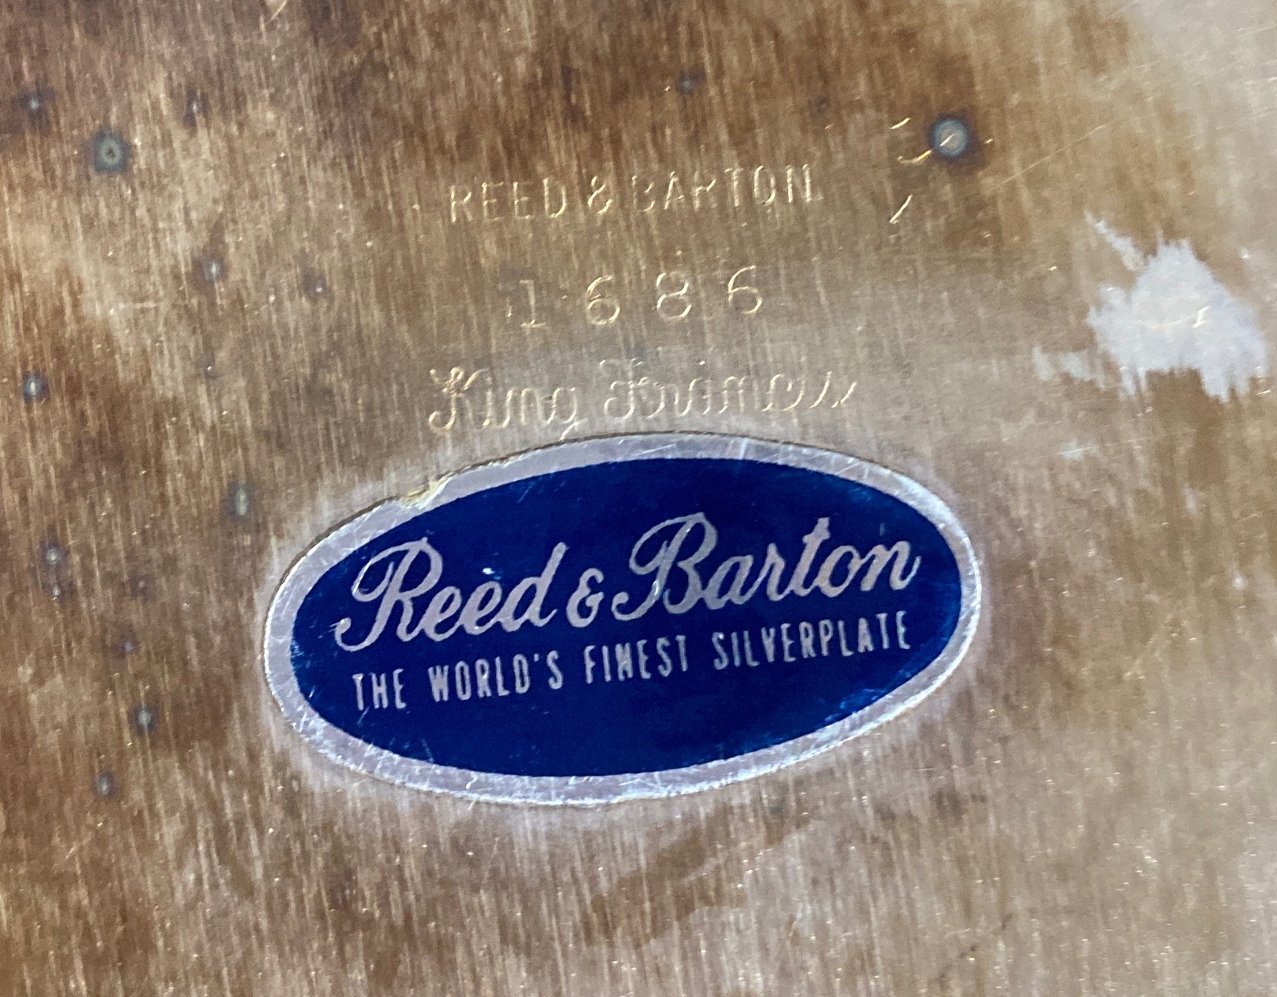 REED & BARTON
1686
King Francis
Reed & Barton
THE WORLD'S FINEST SILVERPLATE